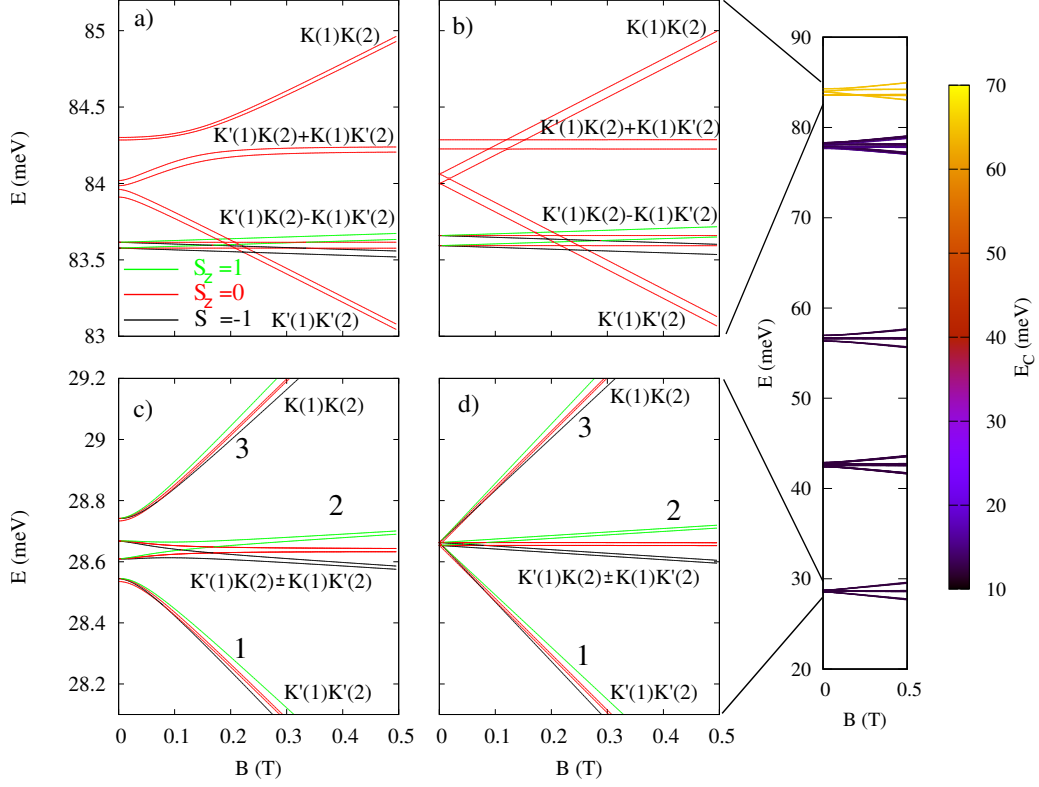 a)
85
84.5
84
83.5
83
E (meV)
K(1)K(2)
K'(1)K(2)+K(1)K'(2)
K'(1)K(2)-K(1)K'(2)
S_z=1
S_z=0
S =-1
K'(1)K'(2)
b)
K(1)K(2)
K'(1)K(2)+K(1)K'(2)
K'(1)K(2)-K(1)K'(2)
K'(1)K'(2)
c)
29.2
29
28.8
28.6
28.4
28.2
E (meV)
K(1)K(2)
3
2
K'(1)K(2)±K(1)K'(2)
1
K'(1)K'(2)
0 0.1 0.2 0.3 0.4 0.5
B (T)
d)
K(1)K(2)
3
2
K'(1)K(2)±K(1)K'(2)
1
K'(1)K'(2)
0 0.1 0.2 0.3 0.4 0.5
B (T)
90
80
70
60
50
40
30
20
E (meV)
0 0.5
B (T)
70
60
50
40
30
20
10
E_C (meV)